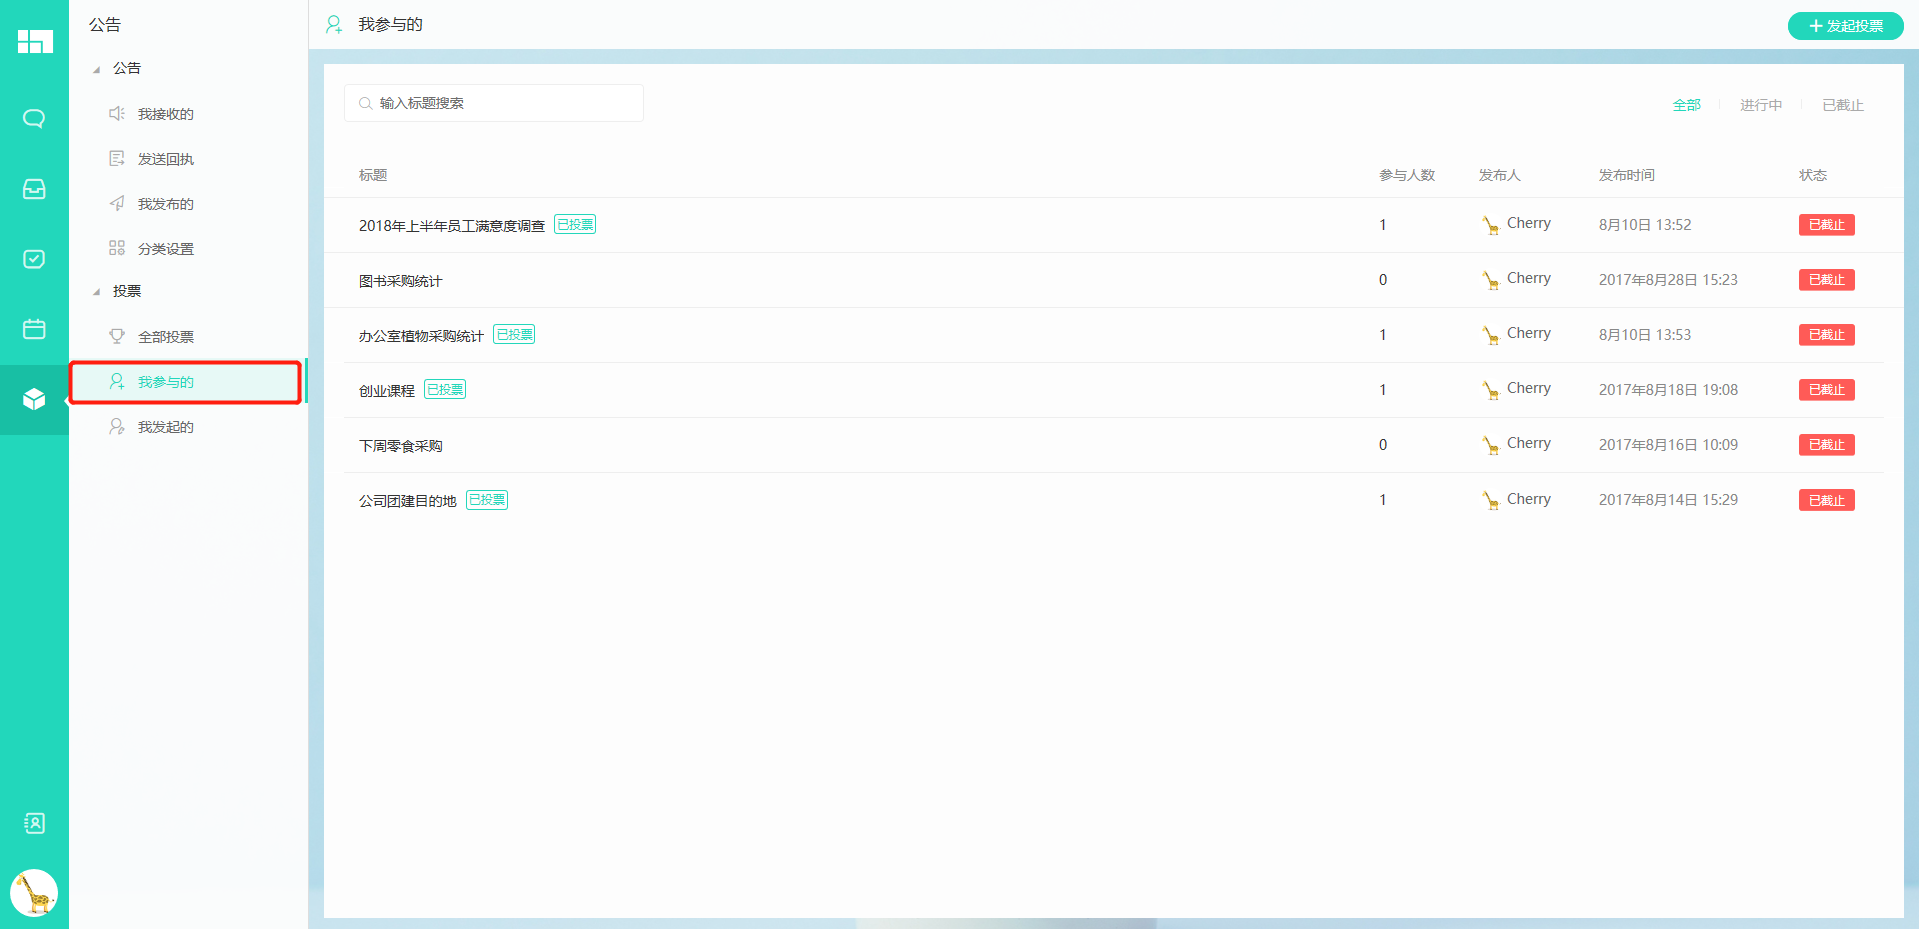 公告
公告
我接收的
发送回执
我发布的
分类设置
投票
全部投票
我参与的
我发起的
我参与的
发起投票
输入标题搜索
全部 进行中 已截止
标题 参与人数 发布人 发布时间 状态
2018年上半年员工满意度调查 已投票 1 Cherry 8月10日 13:52 已截止
图书采购统计 0 Cherry 2017年8月28日 15:23 已截止
办公室植物采购统计 已投票 1 Cherry 8月10日 13:53 已截止
创业课程 已投票 1 Cherry 2017年8月18日 19:08 已截止
下周零食采购 0 Cherry 2017年8月16日 10:09 已截止
公司团建目的地 已投票 1 Cherry 2017年8月14日 15:29 已截止